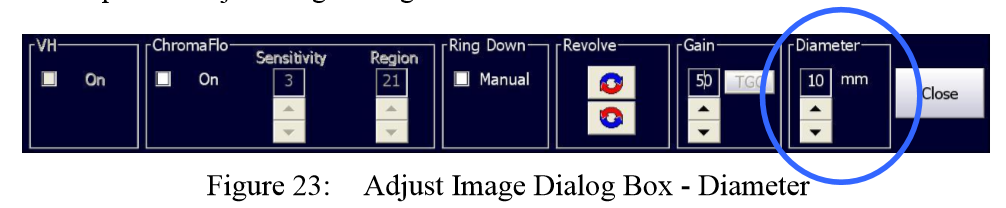 VH ChromaFlo Ring Down Revolve Gain Diameter
Sensitivity Region
On On 3 21 Manual 50 TGC 10 mm Close
Figure 23: Adjust Image Dialog Box - Diameter